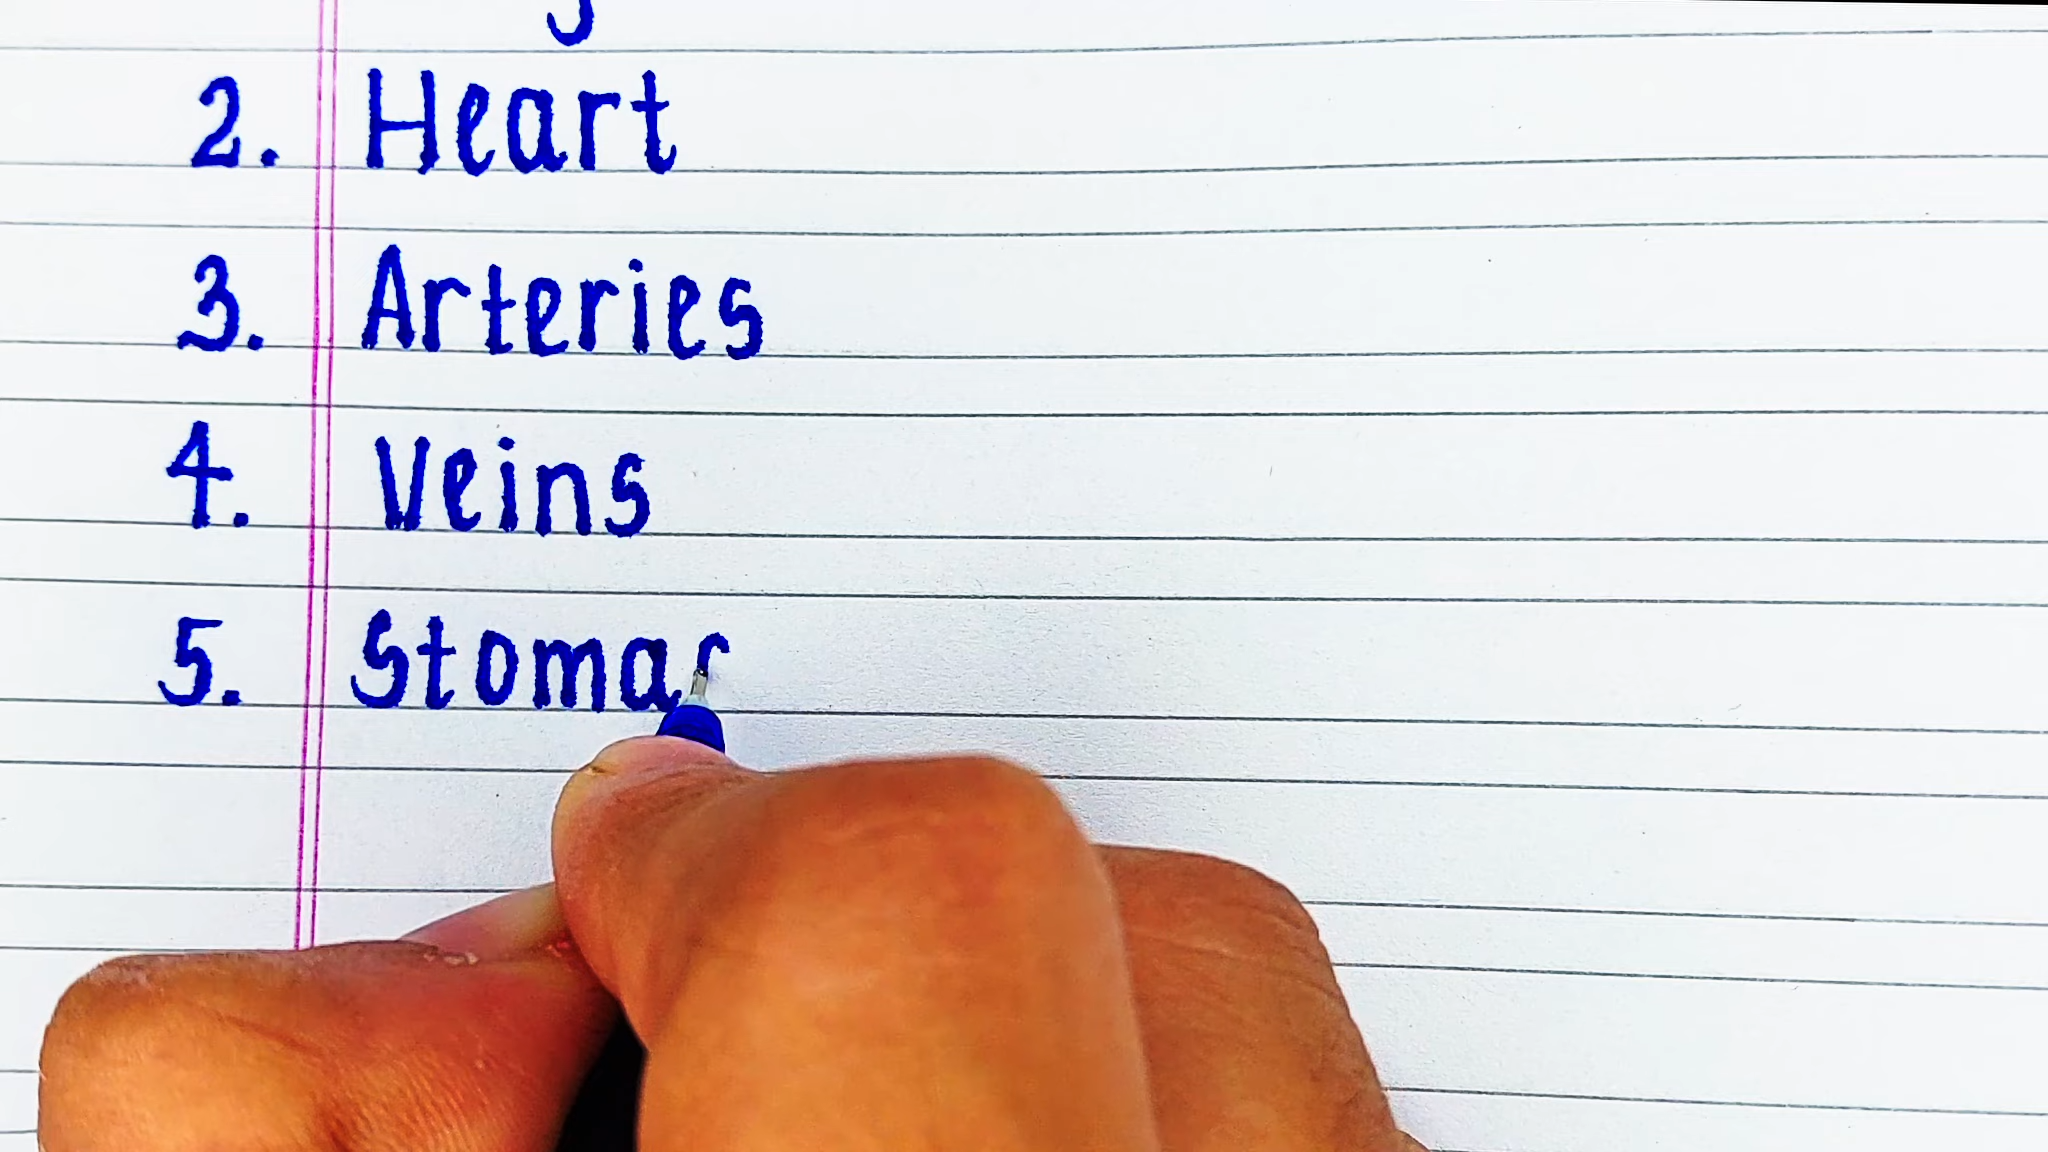 2. Heart
3. Arteries
4. Veins
5. Stomac